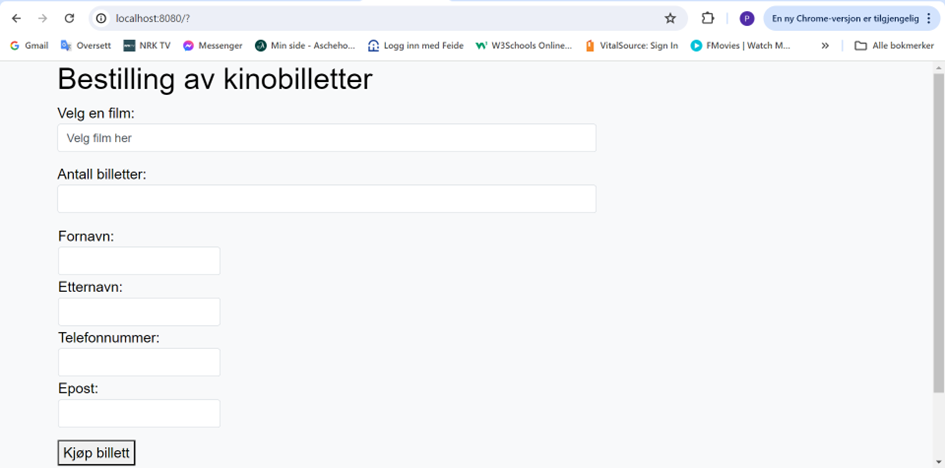 localhost:8080/?
P
En ny Chrome-versjon er tilgjengelig
Gmail
Oversett
NRK TV
Messenger
Min side - Ascheho...
Logg inn med Feide
W3Schools Online...
VitalSource: Sign In
FMovies | Watch M...
»
Alle bokmerker
Bestilling av kinobilletter
Velg en film:
Velg film her
Antall billetter:
Fornavn:
Etternavn:
Telefonnummer:
Epost:
Kjøp billett